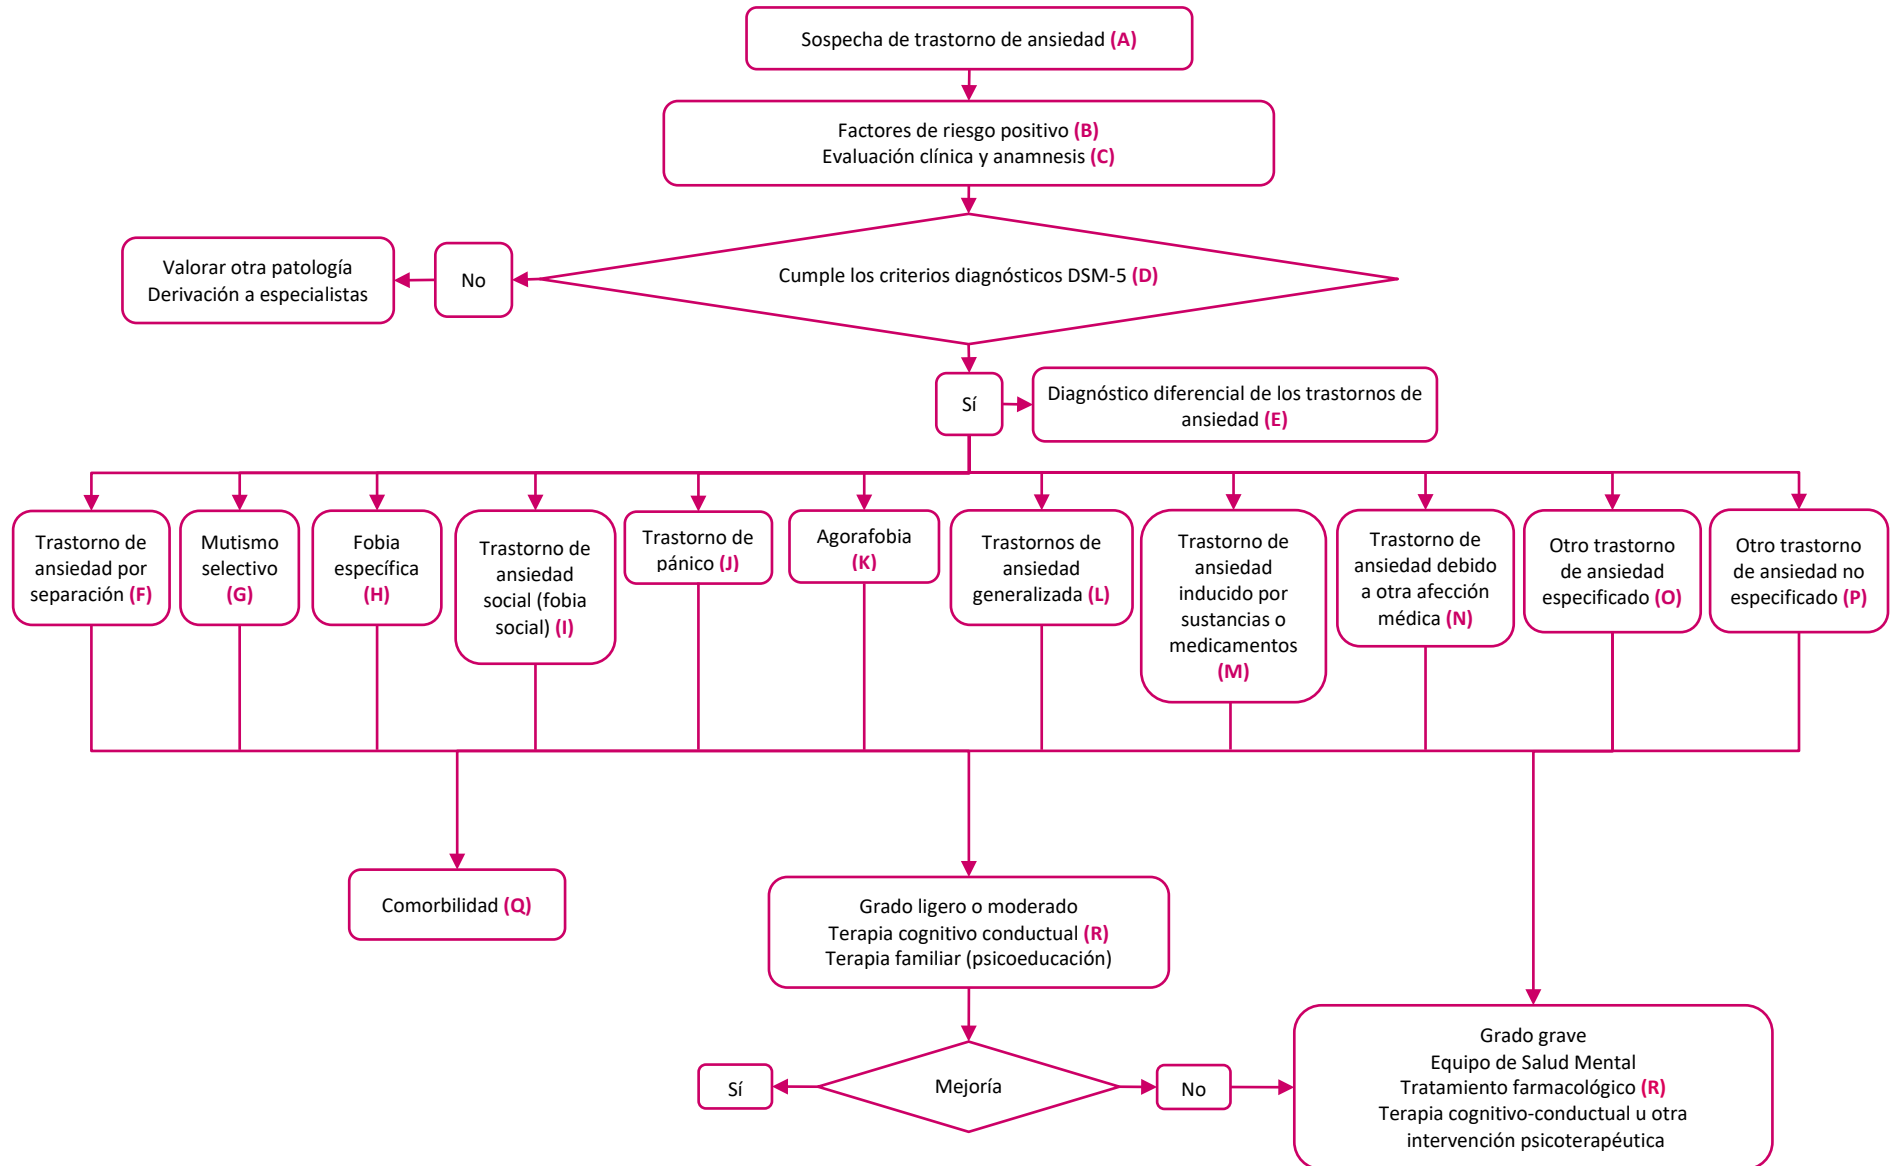 Sospecha de trastorno de ansiedad (A)
Factores de riesgo positivo (B)
Evaluación clínica y anamnesis (C)
Cumple los criterios diagnósticos DSM-5 (D)
No
Valorar otra patología
Derivación a especialistas
Sí
Diagnóstico diferencial de los trastornos de
ansiedad (E)
Trastorno de
ansiedad por
separación (F)
Mutismo
selectivo
(G)
Fobia
específica
(H)
Trastorno de
ansiedad
social (fobia
social) (I)
Trastorno de
pánico (J)
Agorafobia
(K)
Trastornos de
ansiedad
generalizada (L)
Trastorno de
ansiedad
inducido por
sustancias o
medicamentos
(M)
Trastorno de
ansiedad debido
a otra afección
médica (N)
Otro trastorno
de ansiedad
especificado (O)
Otro trastorno
de ansiedad no
especificado (P)
Comorbilidad (Q)
Grado ligero o moderado
Terapia cognitivo conductual (R)
Terapia familiar (psicoeducación)
Mejoría
Sí
No
Grado grave
Equipo de Salud Mental
Tratamiento farmacológico (R)
Terapia cognitivo-conductual u otra
intervención psicoterapéutica